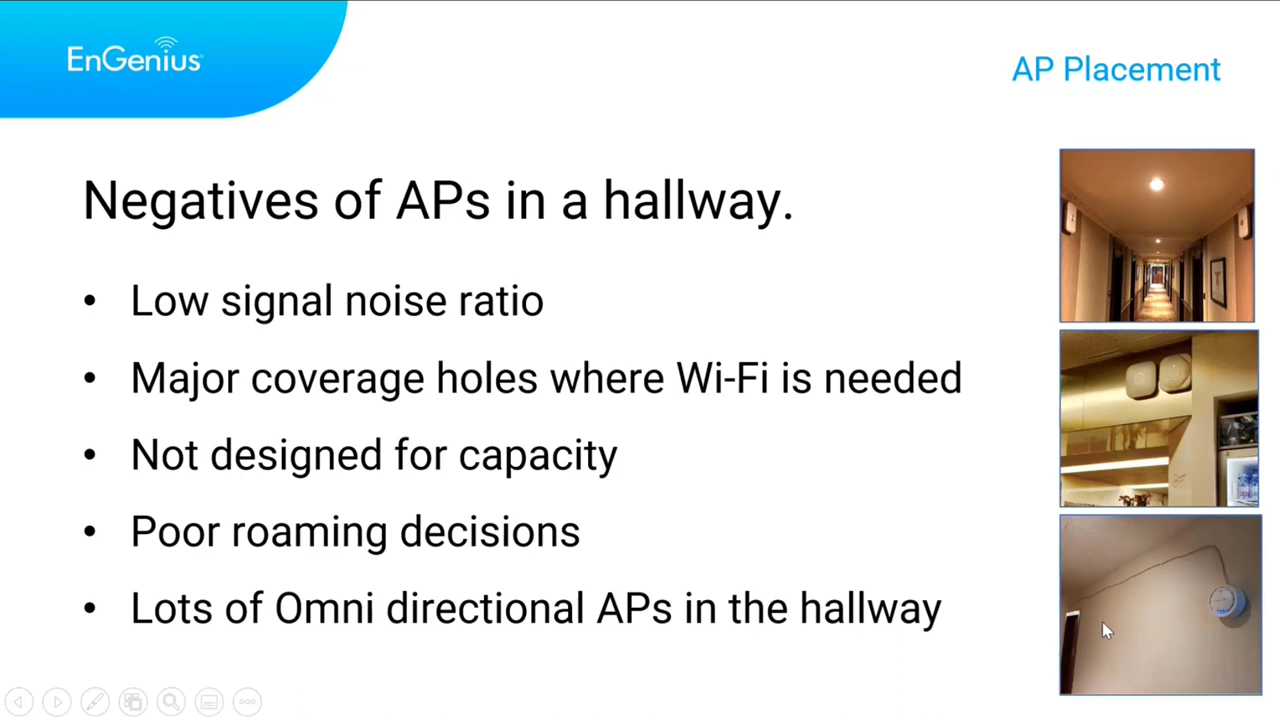 EnGenius
AP Placement
Negatives of APs in a hallway.
• Low signal noise ratio
• Major coverage holes where Wi-Fi is needed
• Not designed for capacity
• Poor roaming decisions
• Lots of Omni directional APs in the hallway